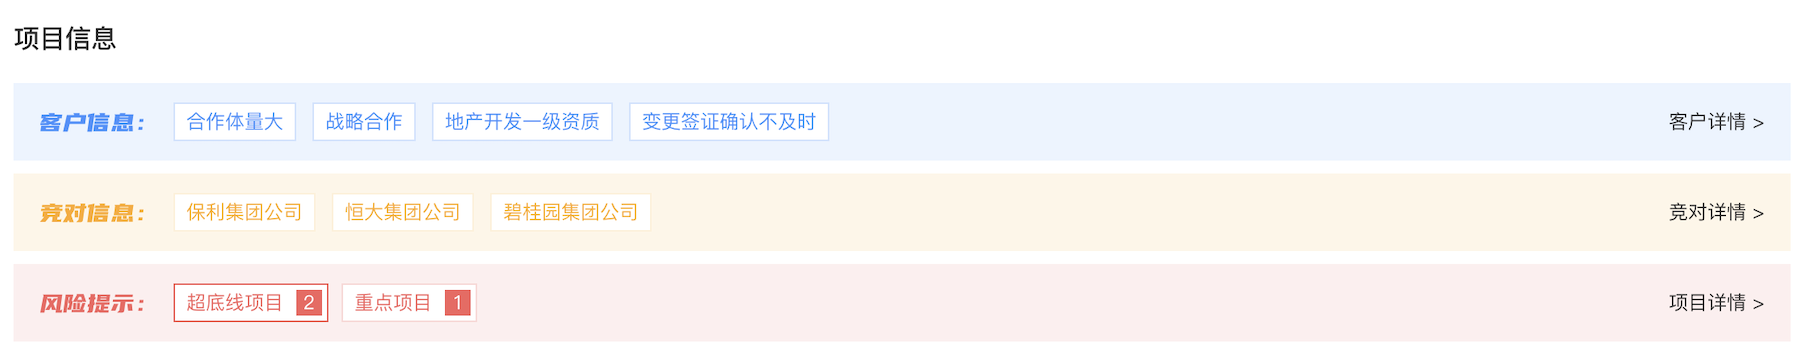 项目信息
客户信息： 合作体量大 战略合作 地产开发一级资质 变更签证确认不及时 客户详情 >
竞对信息： 保利集团公司 恒大集团公司 碧桂园集团公司 竞对详情 >
风险提示： 超底线项目 2 重点项目 1 项目详情 >